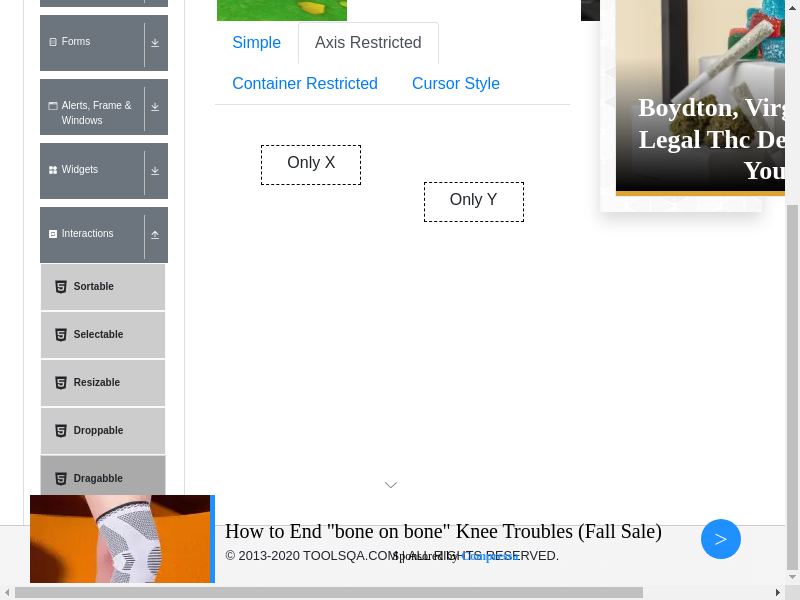 Forms
Alerts, Frame &
Windows
Widgets
Interactions
Sortable
Selectable
Resizable
Droppable
Dragabble
Simple
Axis Restricted
Container Restricted
Cursor Style
Only X
Only Y
Boydton, Virg
Legal Thc De
You
How to End "bone on bone" Knee Troubles (Fall Sale)
>
© 2013-2020 TOOLSQA.COM | ALL RIGHTS RESERVED.
Sponsored by